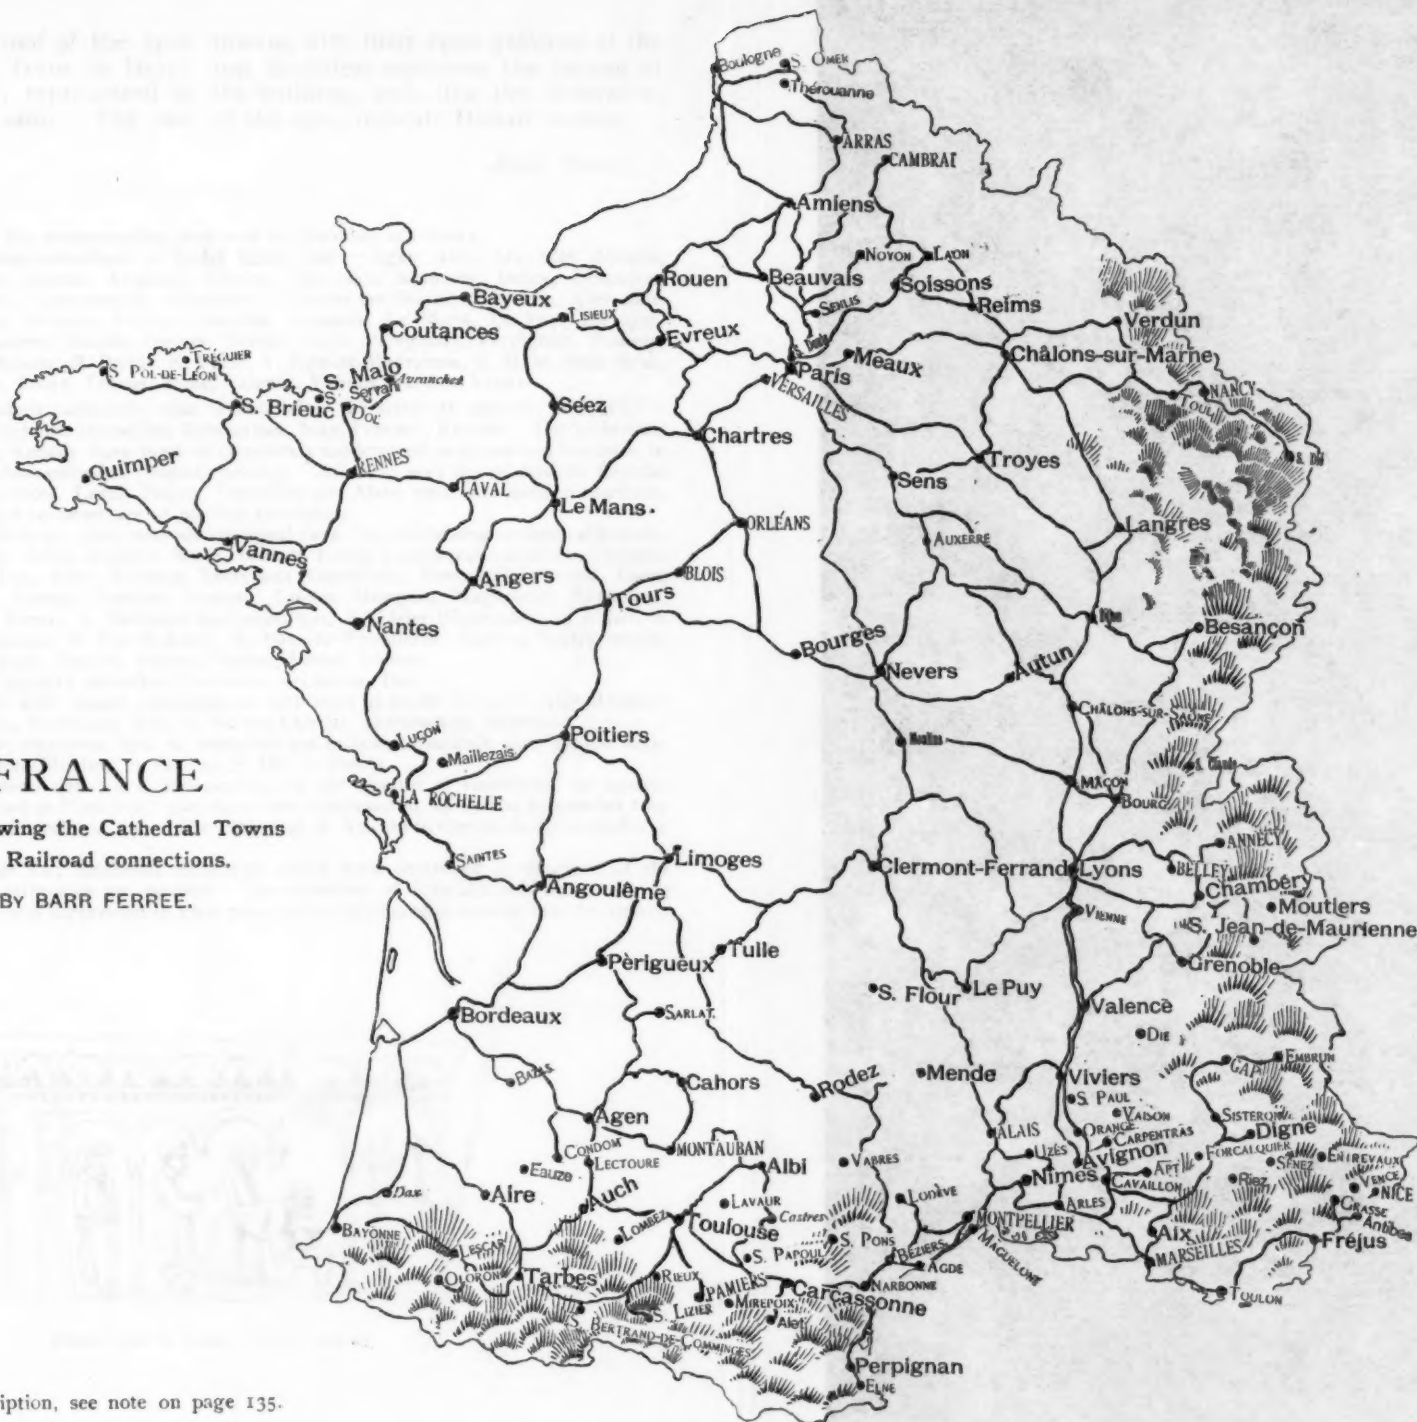 Boulogne
S. OMER
Thérouanne
ARRAS
CAMBRAI
Amiens
NOYON
LAON
Rouen
Beauvais
Soissons
Bayeux
LISIEUX
SENLIS
Reims
Coutances
Evreux
Verdun
TRÉGUIER
S. Denis
Meaux
Châlons-sur-Marne
S POL-DE-LÉON
S. Malo
Avranches
Paris
S. Servan
VERSAILLES
NANCY
S. Brieuc
DOL
Séez
TOUL
Chartres
S. Dié
Quimper
RENNES
Troyes
LAVAL
Sens
Le Mans.
ORLÉANS
Langres
Vannes
AUXERRE
Angers
BLOIS
Tours
Dijon
Nantes
Besançon
Bourges
Nevers
Autun
CHÂLONS-SUR-SAONE
LUÇON
Poitiers
Moulins
Maillezais
S. Claude
FRANCE
MÂCON
LA ROCHELLE
BOURG
wing the Cathedral Towns
ANNECY
SAINTES
Limoges
Railroad connections.
Clermont-Ferrand
Lyons
BELLEY
Angoulême
Chambéry
BY BARR FERREE.
VIENNE
Moutiers
S. Jean-de-Maurienne
Tulle
Pèrigueux
Grenoble
S. Flour
Le Puy
Bordeaux
SARLAT.
Valence
DIE
EMBRUN
GAP
BAZAS
Cahors
Rodez
Mende
Viviers
S. PAUL
Agen
VAISON
SISTERON
ORANGE
Digne
CONDOM
MONTAUBAN
ALAIS
CARPENTRAS
Eauze
LECTOURE
Albi
VABRES
UZÉS
Avignon
FORCALQUIER
ENTREVAUX
SENEZ
APT
Nîmes
CAVAILLON
Riez
VENCE
Dax
Aire
Auch
LAVAUR
LODÈVE
ARLES
NICE
GRASSE
Castres
BAYONNE
LOMBEZ
Toulouse
MONTPELLIER
Antibes
Aix
S. PONS
LESCAR
S. PAPOUL
BÉZIERS
MAGUELONE
MARSEILLES
Fréjus
AGDE
OLORON
Tarbes
RIEUX
PAMIERS
Carcassonne
NARBONNE
TOULON
S. LIZIER
MIREPOIX
Alet
S. BERTRAND-DE-COMMINGES
Perpignan
ELNE
iption, see note on page 135.